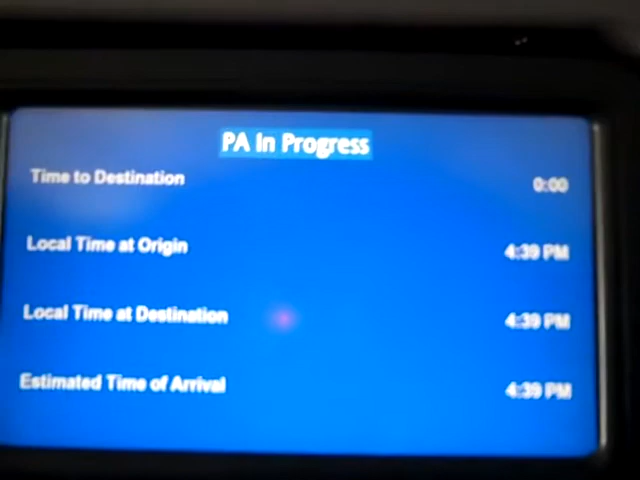 PA In Progress
Time to Destination 0:00
Local Time at Origin 4:39 PM
Local Time at Destination 4:39 PM
Estimated Time of Arrival 4:39 PM